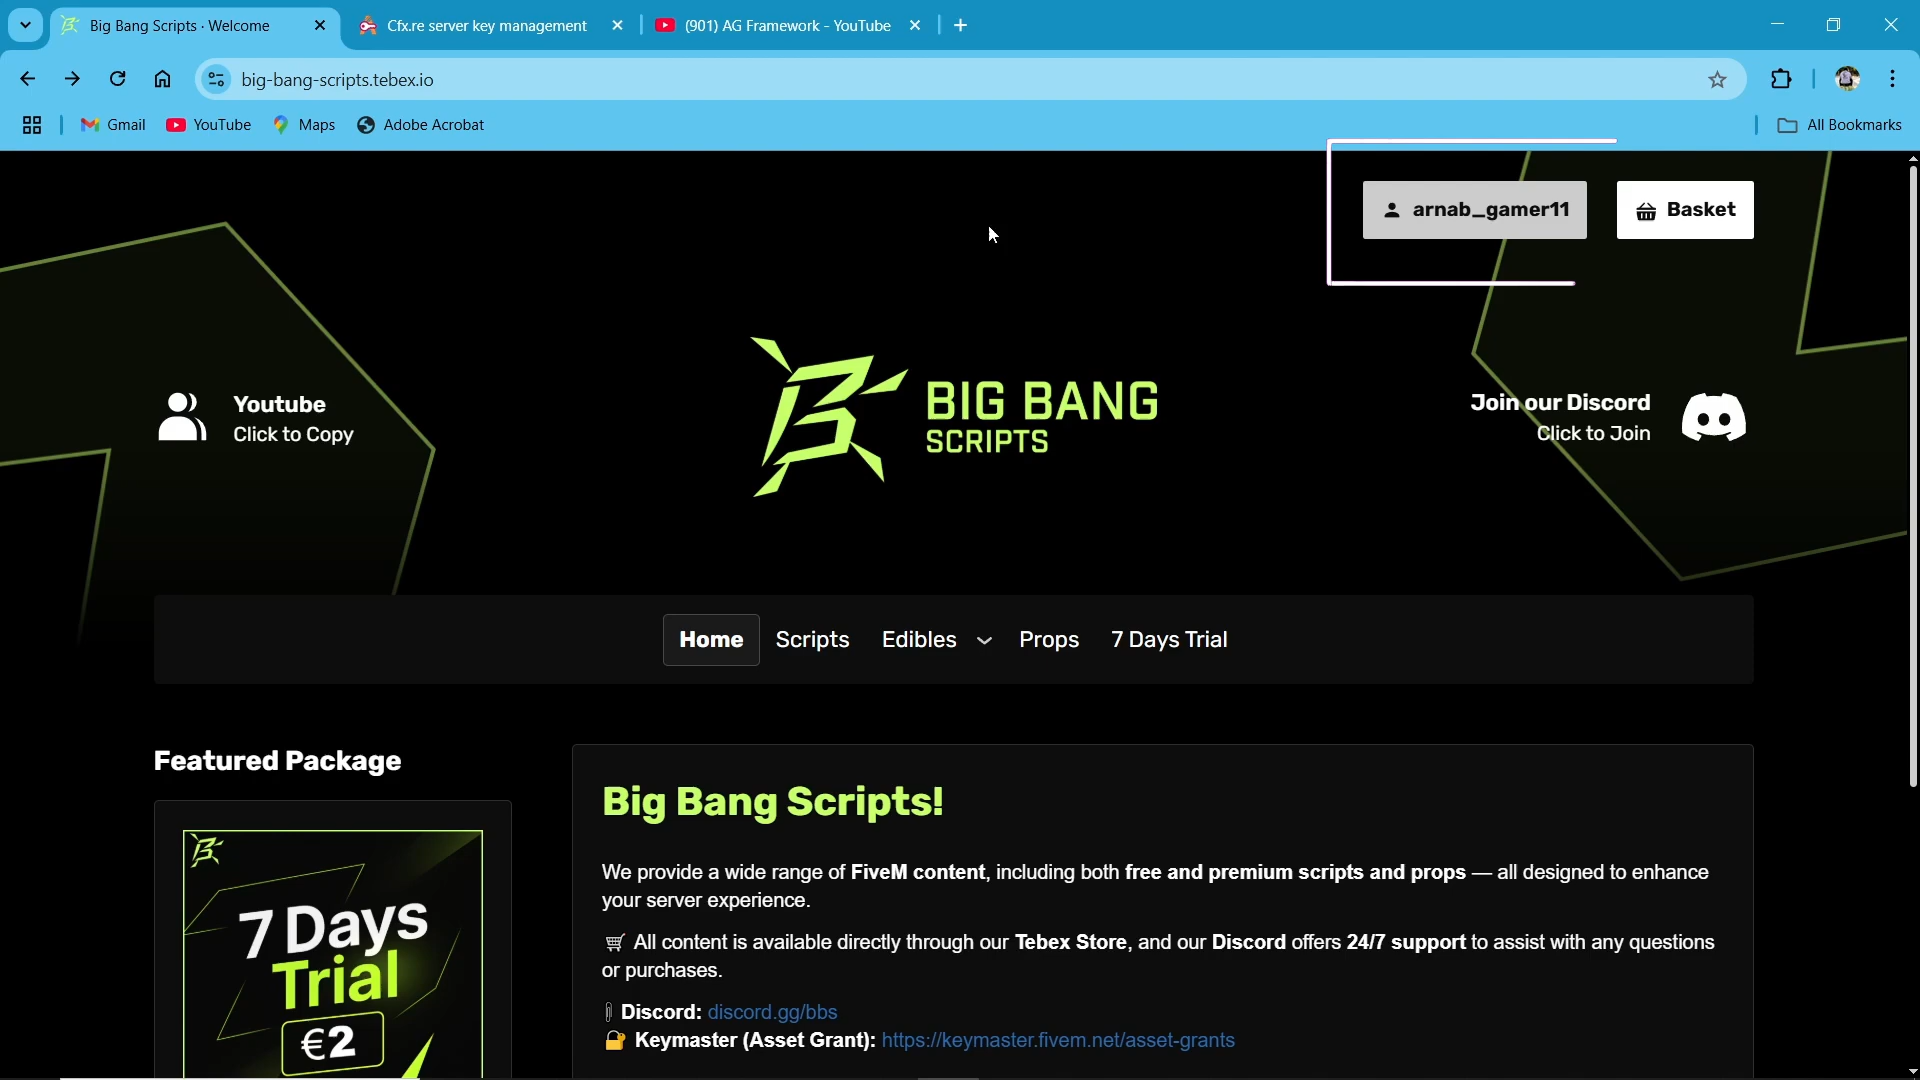 Big Bang Scripts · Welcome
Cfx.re server key management
(901) AG Framework - YouTube
big-bang-scripts.tebex.io
Gmail
YouTube
Maps
Adobe Acrobat
All Bookmarks
arnab_gamer11
Basket
Youtube
Click to Copy
BIG BANG
SCRIPTS
Join our Discord
Click to Join
Home
Scripts
Edibles
Props
7 Days Trial
Featured Package
7 Days
Trial
€2
Big Bang Scripts!
We provide a wide range of FiveM content, including both free and premium scripts and props — all designed to enhance
your server experience.
🛒 All content is available directly through our Tebex Store, and our Discord offers 24/7 support to assist with any questions
or purchases.
Discord: discord.gg/bbs
🔐 Keymaster (Asset Grant): https://keymaster.fivem.net/asset-grants